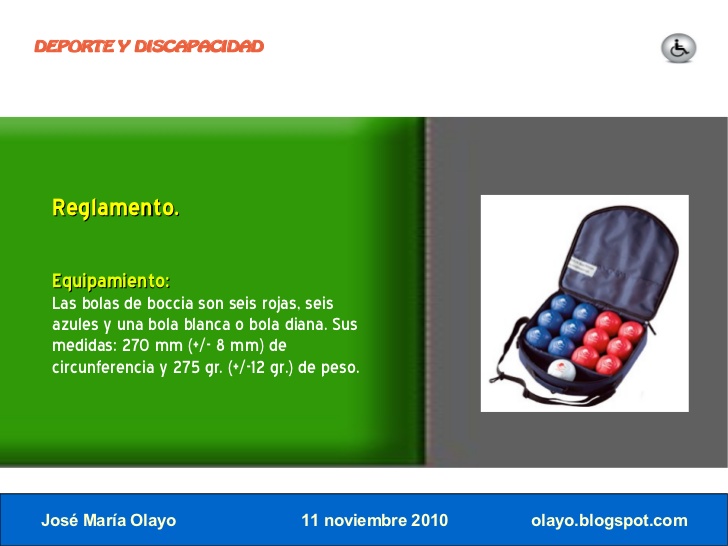 DEPORTE Y DISCAPACIDAD
Reglamento.
Equipamiento:
Las bolas de boccia son seis rojas, seis
azules y una bola blanca o bola diana. Sus
medidas: 270 mm (+/- 8 mm) de
circunferencia y 275 gr. (+/-12 gr.) de peso.
José María Olayo 11 noviembre 2010 olayo.blogspot.com